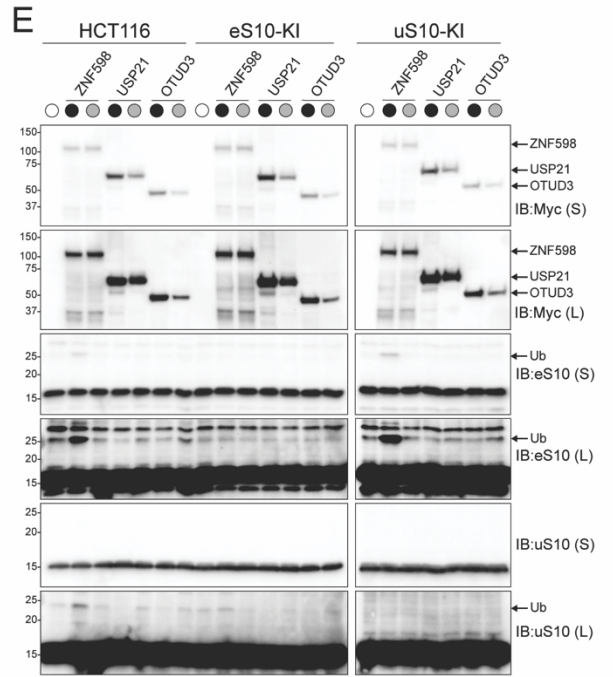 E
HCT116 eS10-KI uS10-KI
ZNF598 USP21 OTUD3 ZNF598 USP21 OTUD3 ZNF598 USP21 OTUD3
150-
100-
75-
50-
37-
ZNF598
USP21
OTUD3
IB:Myc (S)
150-
100-
75-
50-
37-
ZNF598
USP21
OTUD3
IB:Myc (L)
25-
20-
15-
Ub
IB:eS10 (S)
25-
20-
15-
Ub
IB:eS10 (L)
25-
20-
15-
IB:uS10 (S)
25-
20-
15-
Ub
IB:uS10 (L)